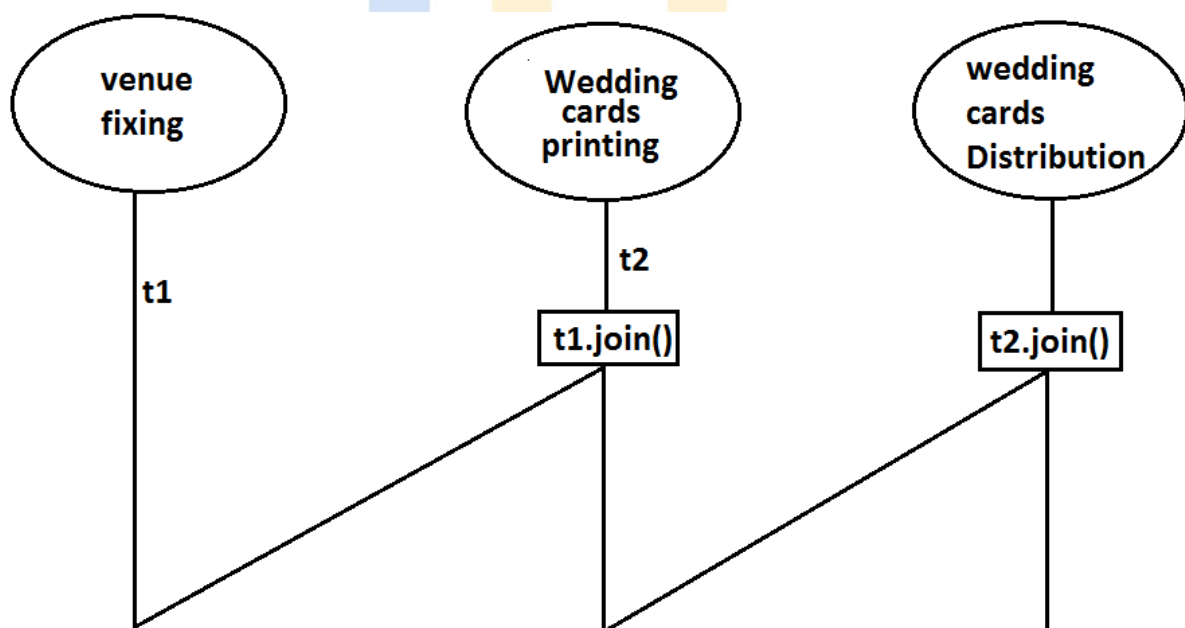 venue
fixing
Wedding
cards
printing
wedding
cards
Distribution
t1
t2
t1.join()
t2.join()